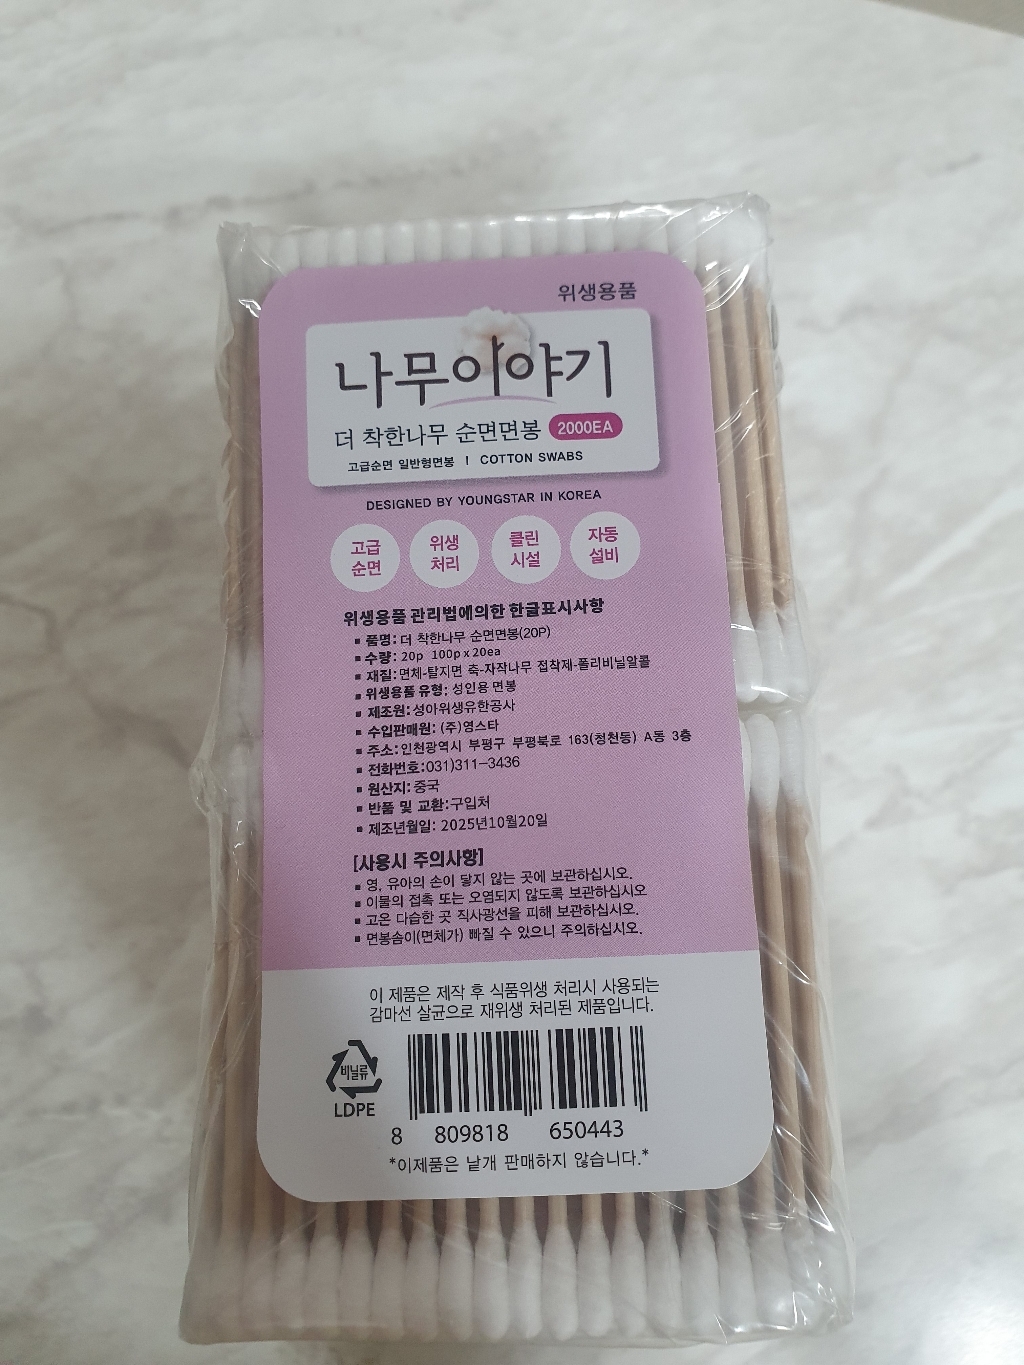 위생용품
나무이야기
더 착한나무 순면면봉 2000EA
고급순면 일반형면봉 | COTTON SWABS
DESIGNED BY YOUNGSTAR IN KOREA
고급 순면
위생 처리
클린 시설
자동 설비
위생용품 관리법에의한 한글표시사항
▪ 품명: 더 착한나무 순면면봉(20P)
▪ 수량: 20p 100p x 20ea
▪ 재질: 면체-탈지면 축-자작나무 접착제-폴리비닐알콜
▪ 위생용품 유형: 성인용 면봉
▪ 제조원: 성아위생유한공사
▪ 수입판매원: (주)영스타
▪ 주소: 인천광역시 부평구 부평북로 163(청천동) A동 3층
▪ 전화번호: 031)311-3436
▪ 원산지: 중국
▪ 반품 및 교환: 구입처
▪ 제조년월일: 2025년10월20일
[사용시 주의사항]
▪ 영, 유아의 손이 닿지 않는 곳에 보관하십시오.
▪ 이물의 접촉 또는 오염되지 않도록 보관하십시오
▪ 고온 다습한 곳 직사광선을 피해 보관하십시오.
▪ 면봉솜이(면체가) 빠질 수 있으니 주의하십시오.
이 제품은 제작 후 식품위생 처리시 사용되는
감마선 살균으로 재위생 처리된 제품입니다.
비닐류
LDPE
8 809818 650443
*이제품은 낱개 판매하지 않습니다.*